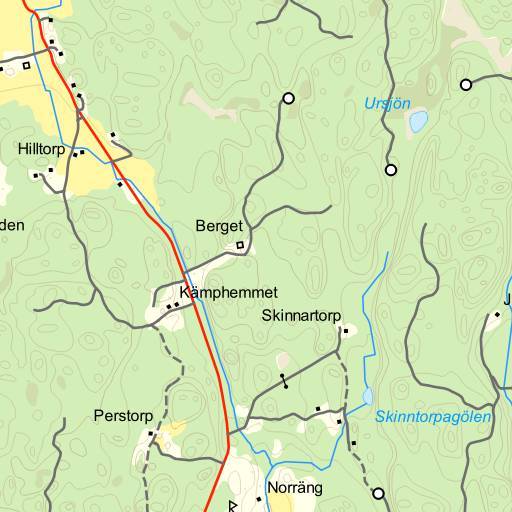 Ursjön
Hilltorp
den
Berget
Kämphemmet
J
Skinnartorp
Perstorp
Skinntorpagölen
Norräng